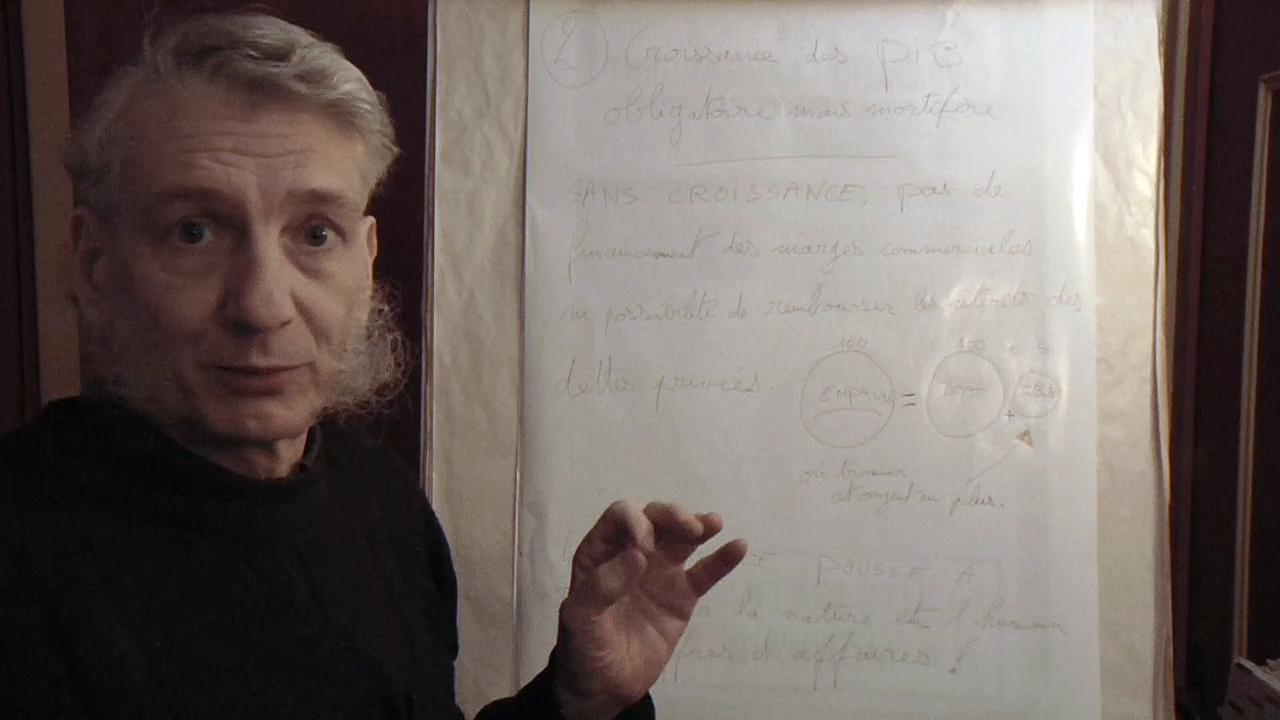 2 Croissance des PIB
obligatoire mais mortifère
SANS CROISSANCE, pas de
financement des marges commerciales
ni possibilité de rembourser les intérêts des
dettes privées.
100 100 5
EMPRUNT = +
où trouver
et argent en plus.
POUSSE A
la nature et l'humain
d'affaires !